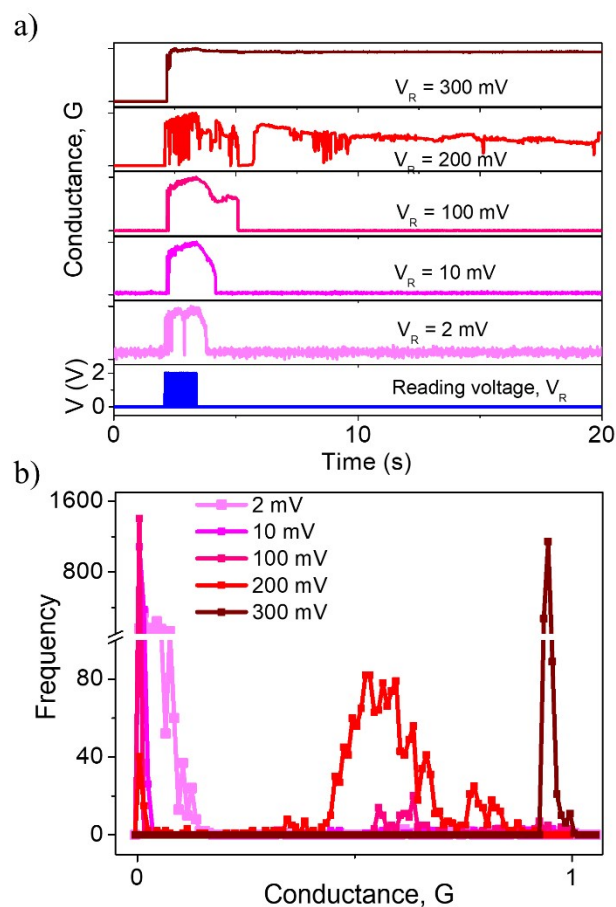 a)
Conductance, G
V_R = 300 mV
V_R = 200 mV
V_R = 100 mV
V_R = 10 mV
V_R = 2 mV
V (V)
2
0
Reading voltage, V_R
0 10 20
Time (s)
b)
Frequency
1600
800
80
40
0
2 mV
10 mV
100 mV
200 mV
300 mV
0 1
Conductance, G